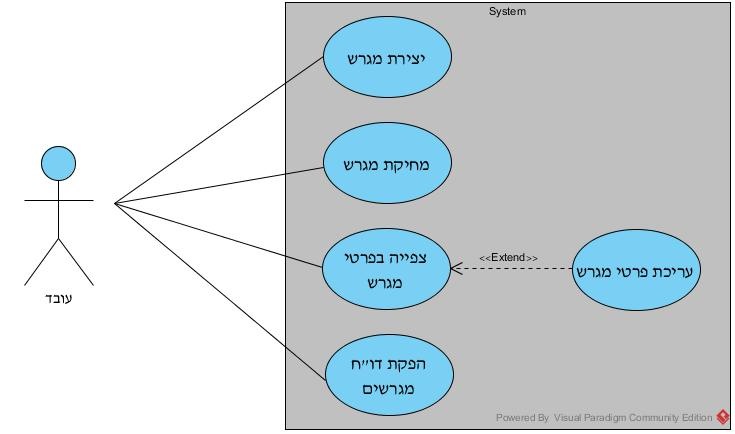 System
יצירת מגרש
מחיקת מגרש
צפייה בפרטי
מגרש
<<Extend>>
עריכת פרטי מגרש
הפקת דו"ח
מגרשים
עובד
Powered By Visual Paradigm Community Edition